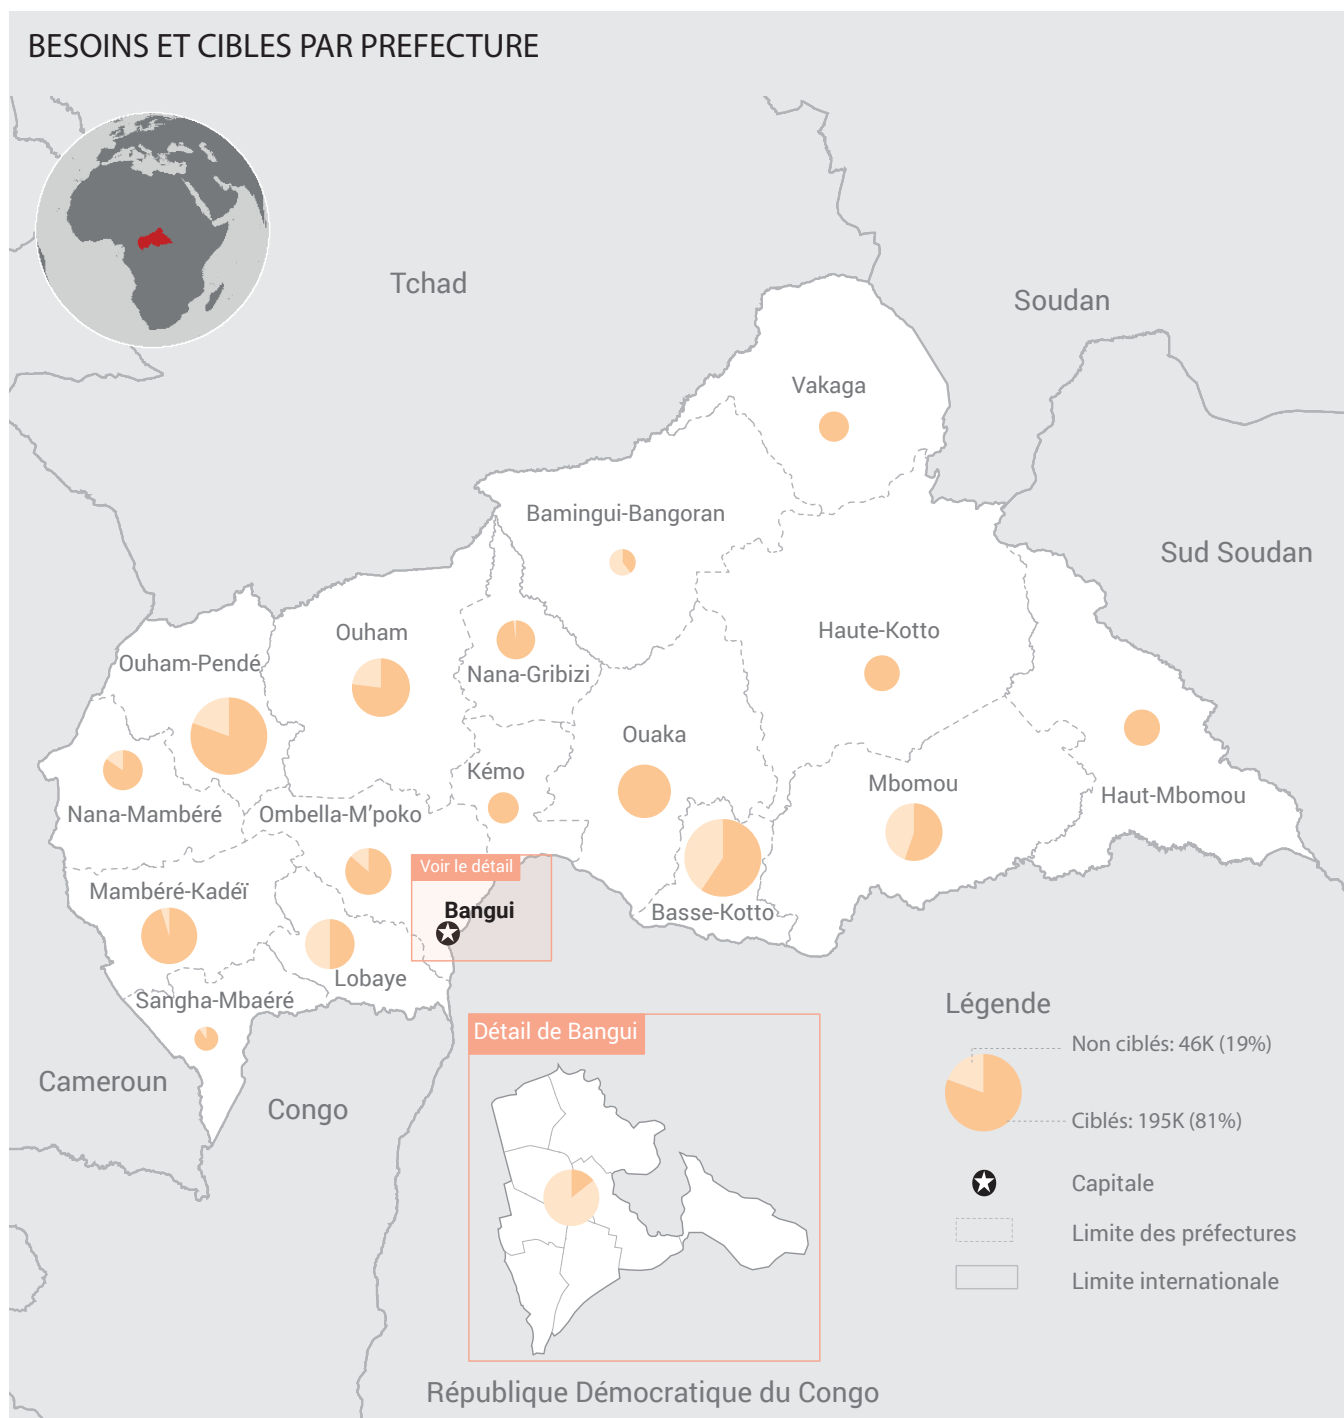 BESOINS ET CIBLES PAR PREFECTURE
Tchad
Soudan
Vakaga
Bamingui-Bangoran
Sud Soudan
Ouham
Haute-Kotto
Ouham-Pendé
Nana-Gribizi
Ouaka
Kémo
Mbomou
Haut-Mbomou
Nana-Mambéré
Ombella-M'poko
Voir le détail
Mambéré-Kadéï
Bangui
Basse-Kotto
Lobaye
Sangha-Mbaéré
Légende
Détail de Bangui
Non ciblés: 46K (19%)
Cameroun
Congo
Ciblés: 195K (81%)
Capitale
Limite des préfectures
Limite internationale
République Démocratique du Congo